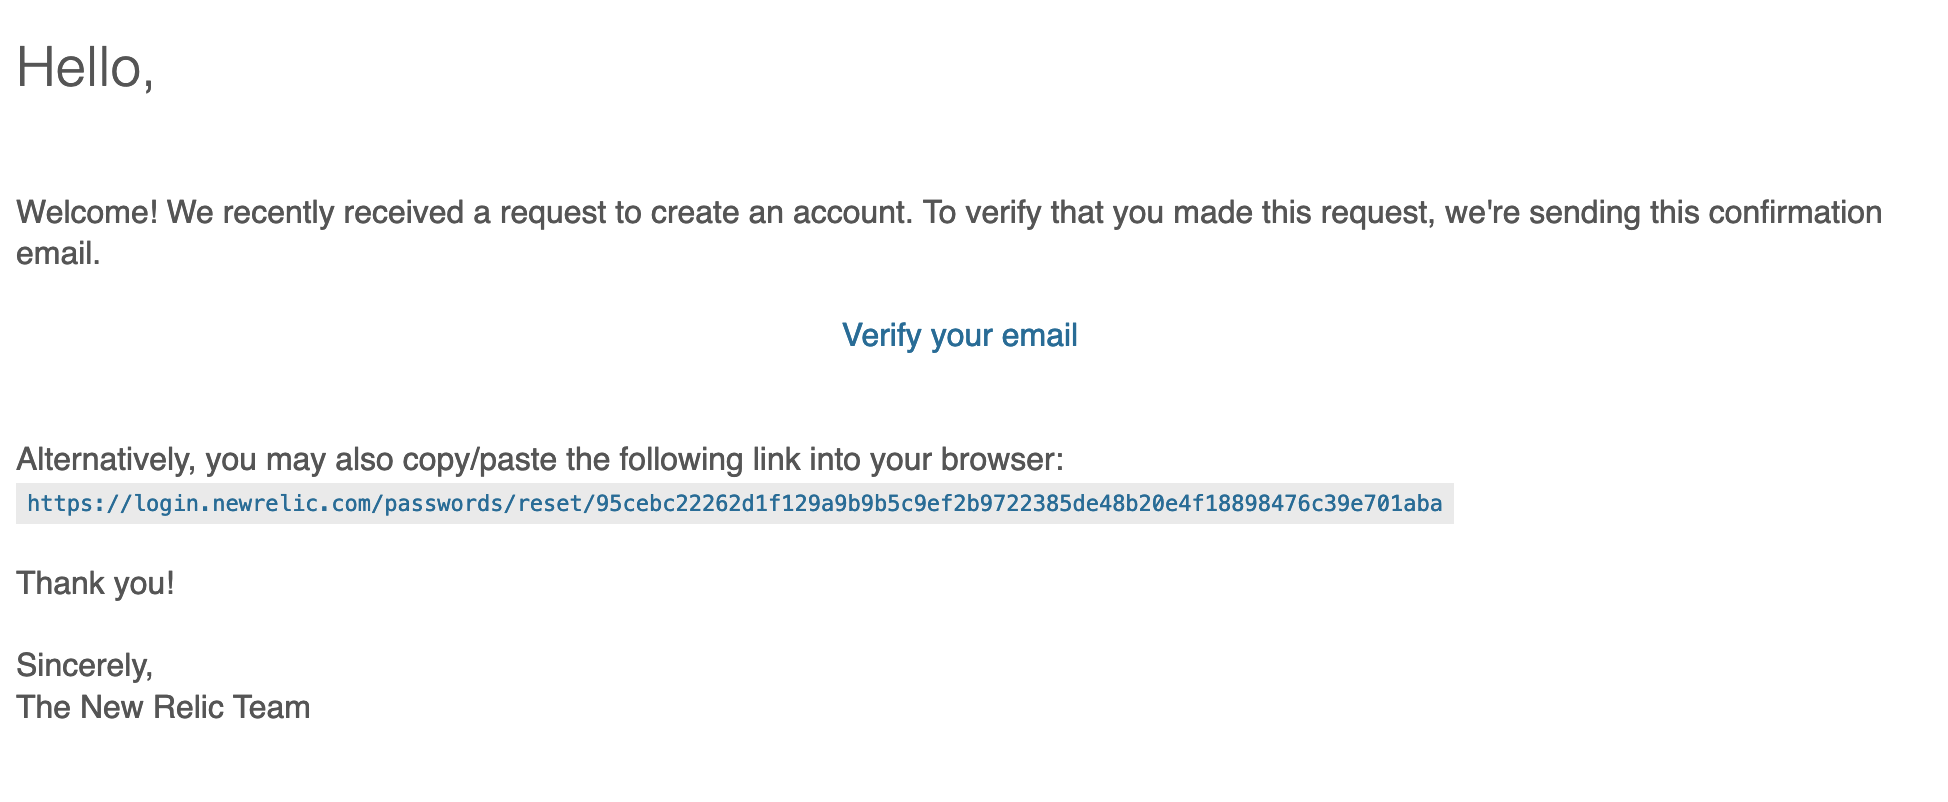 Hello,
Welcome! We recently received a request to create an account. To verify that you made this request, we're sending this confirmation
email.
Verify your email
Alternatively, you may also copy/paste the following link into your browser:
https://login.newrelic.com/passwords/reset/95cebc22262d1f129a9b9b5c9ef2b9722385de48b20e4f18898476c39e701aba
Thank you!
Sincerely,
The New Relic Team